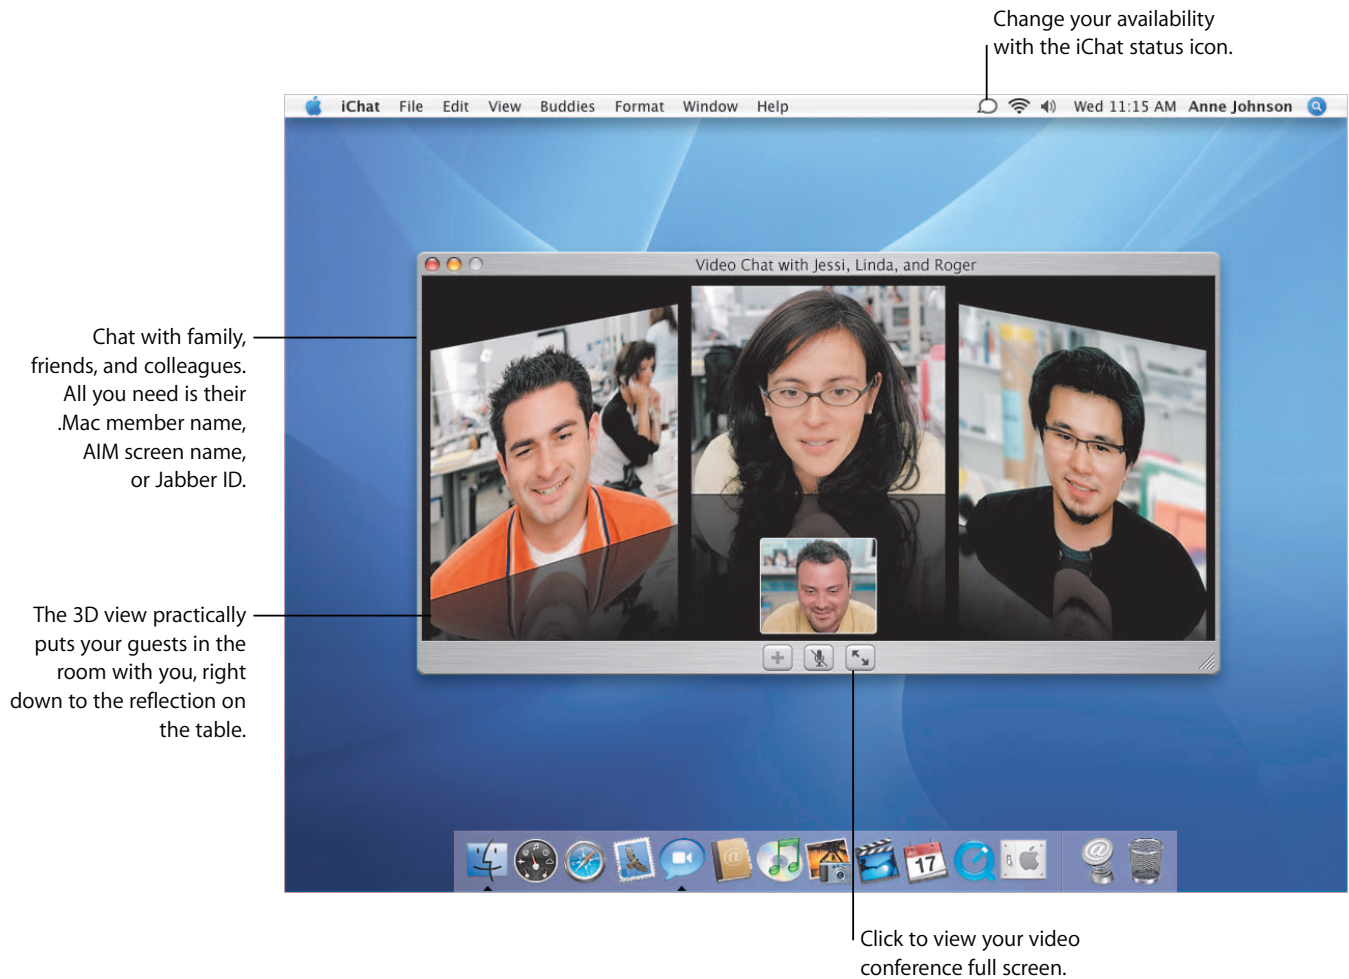 Change your availability
with the iChat status icon.
iChat File Edit View Buddies Format Window Help Wed 11:15 AM Anne Johnson
Video Chat with Jessi, Linda, and Roger
Chat with family,
friends, and colleagues.
All you need is their
.Mac member name,
AIM screen name,
or Jabber ID.
The 3D view practically
puts your guests in the
room with you, right
down to the reflection on
the table.
@
17
@
Click to view your video
conference full screen.